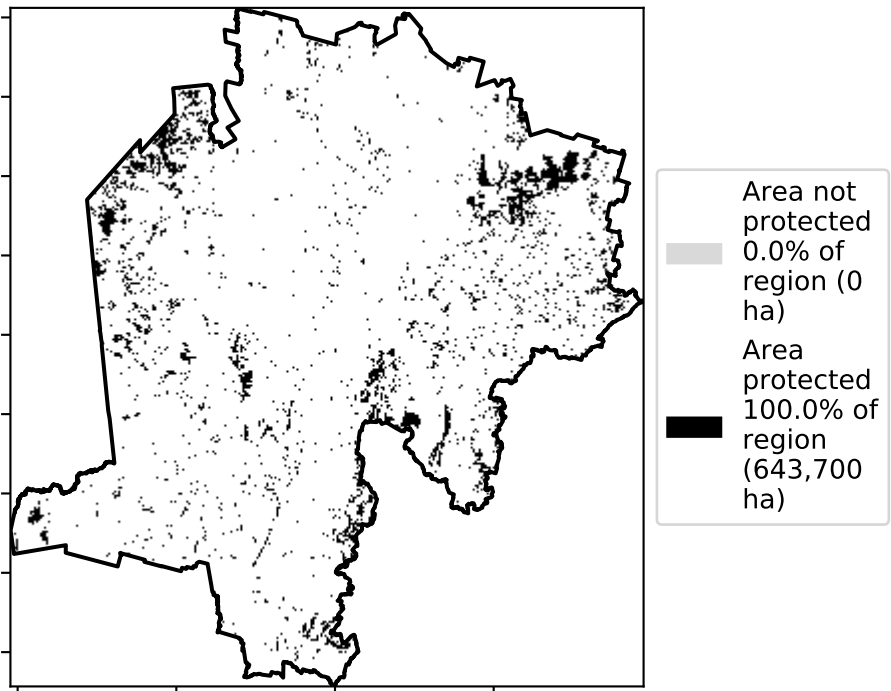 Area not
protected
0.0% of
region (0
ha)
Area
protected
100.0% of
region
(643,700
ha)